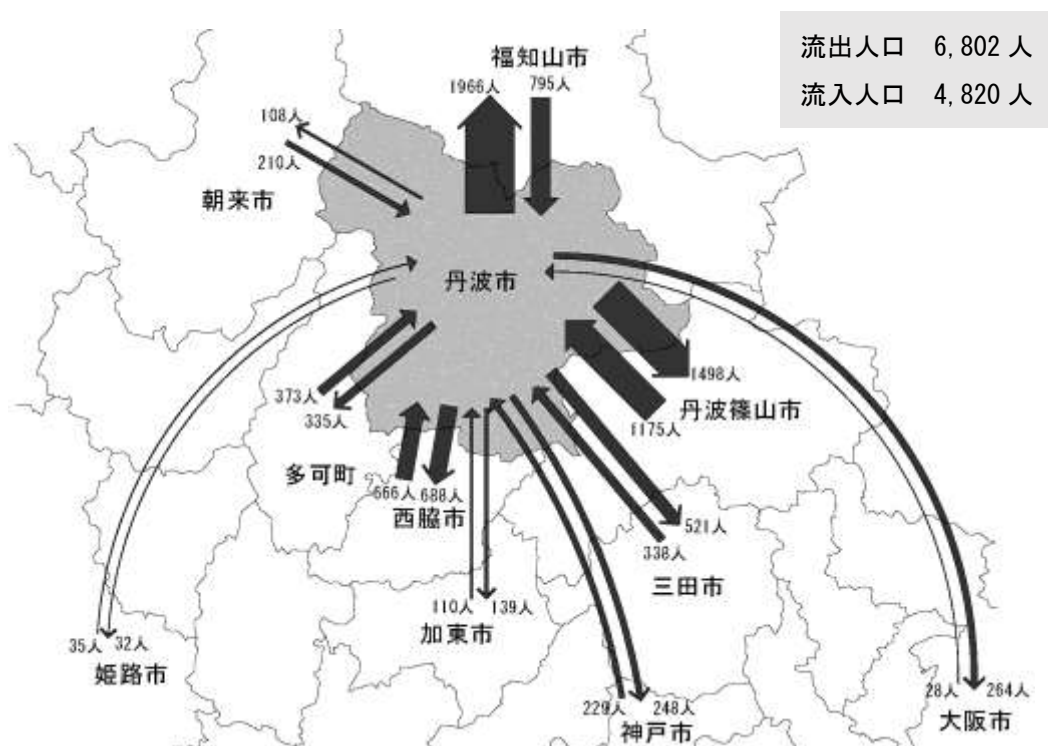 流出人口 6,802 人
流入人口 4,820 人
福知山市
1966人 795人
108人
210人
朝来市
丹波市
1498人
丹波篠山市
1175人
373人
335人
多可町
666人 688人
西脇市
521人
338人
三田市
110人 139人
加東市
35人 32人
姫路市
229人 248人
神戸市
28人 264人
大阪市